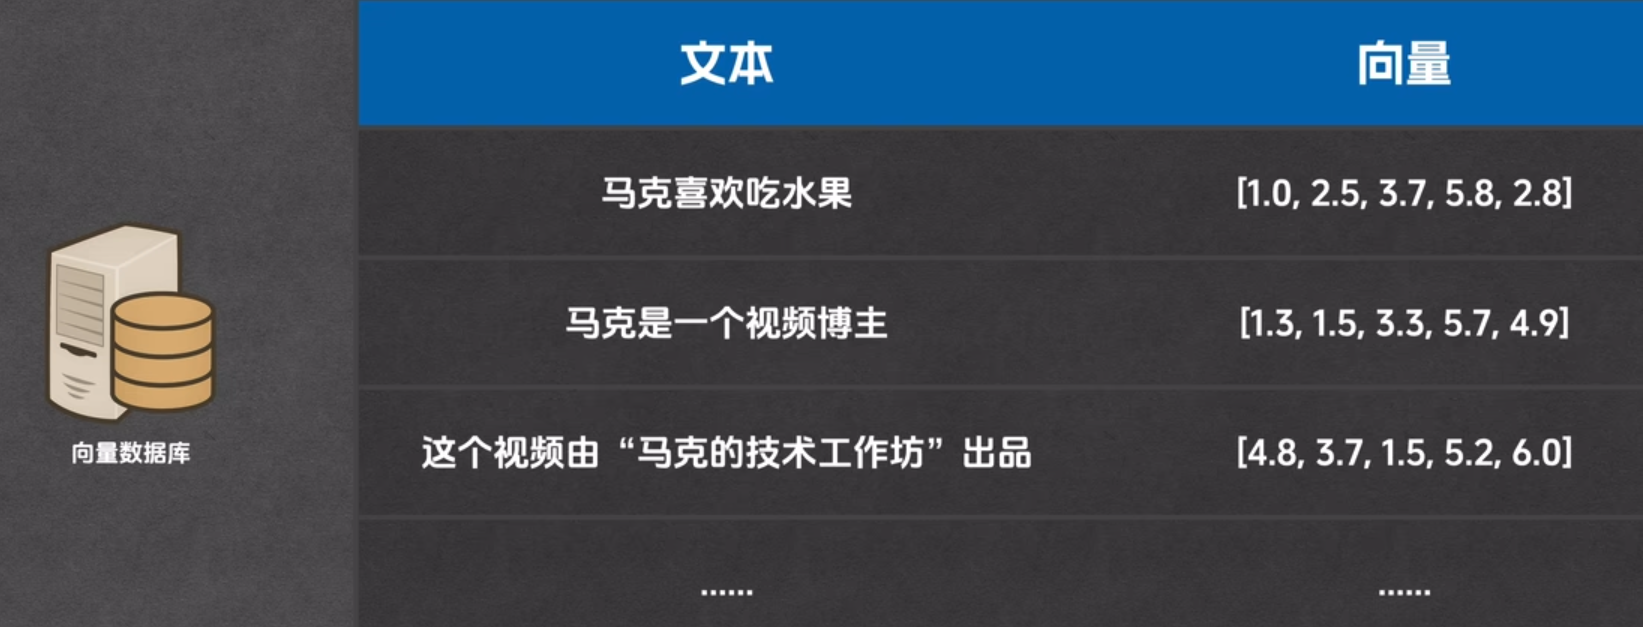 文本 向量
马克喜欢吃水果 [1.0, 2.5, 3.7, 5.8, 2.8]
马克是一个视频博主 [1.3, 1.5, 3.3, 5.7, 4.9]
这个视频由“马克的技术工作坊”出品 [4.8, 3.7, 1.5, 5.2, 6.0]
...... ......
向量数据库